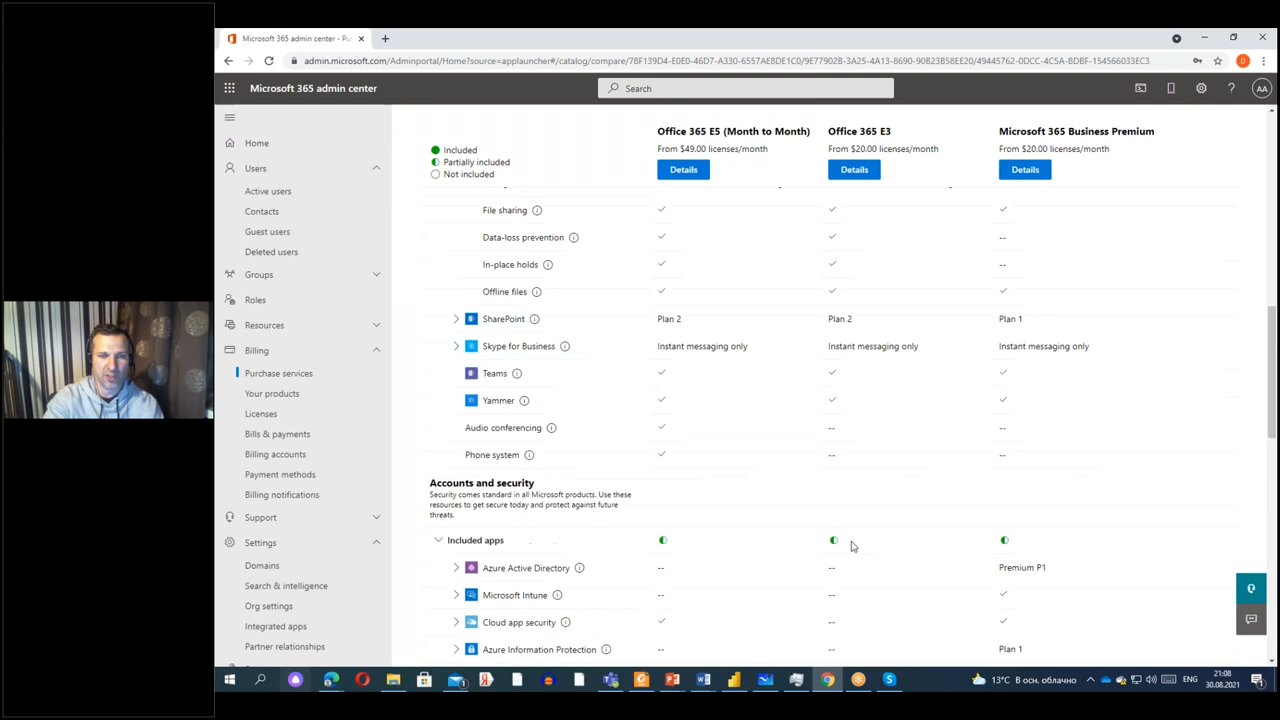 Microsoft 365 admin center - Pu
admin.microsoft.com/Adminportal/Home?source=applauncher#/catalog/compare/78F139D4-E0E0-46D7-A330-6557AE8DE1C0/9E77902B-3A25-4A13-8690-90B23B58EE20/49445762-0DCC-4C5A-BDBF-154566033EC3
D
Microsoft 365 admin center
Search
AA
Home
Users
Active users
Contacts
Guest users
Deleted users
Groups
Roles
Resources
Billing
Purchase services
Your products
Licenses
Bills & payments
Billing accounts
Payment methods
Billing notifications
Support
Settings
Domains
Search & intelligence
Org settings
Integrated apps
Partner relationships
Included
Partially included
Not included
Office 365 E5 (Month to Month)
From $49.00 licenses/month
Details
Office 365 E3
From $20.00 licenses/month
Details
Microsoft 365 Business Premium
From $20.00 licenses/month
Details
File sharing
Data-loss prevention --
In-place holds --
Offline files
SharePoint Plan 2 Plan 2 Plan 1
Skype for Business Instant messaging only Instant messaging only Instant messaging only
Teams
Yammer
Audio conferencing -- --
Phone system -- --
Accounts and security
Security comes standard in all Microsoft products. Use these
resources to get secure today and protect against future
threats.
Included apps
Azure Active Directory -- -- Premium P1
Microsoft Intune -- --
Cloud app security --
Azure Information Protection -- -- Plan 1
13°C В осн. облачно
ENG
21:08
30.08.2021